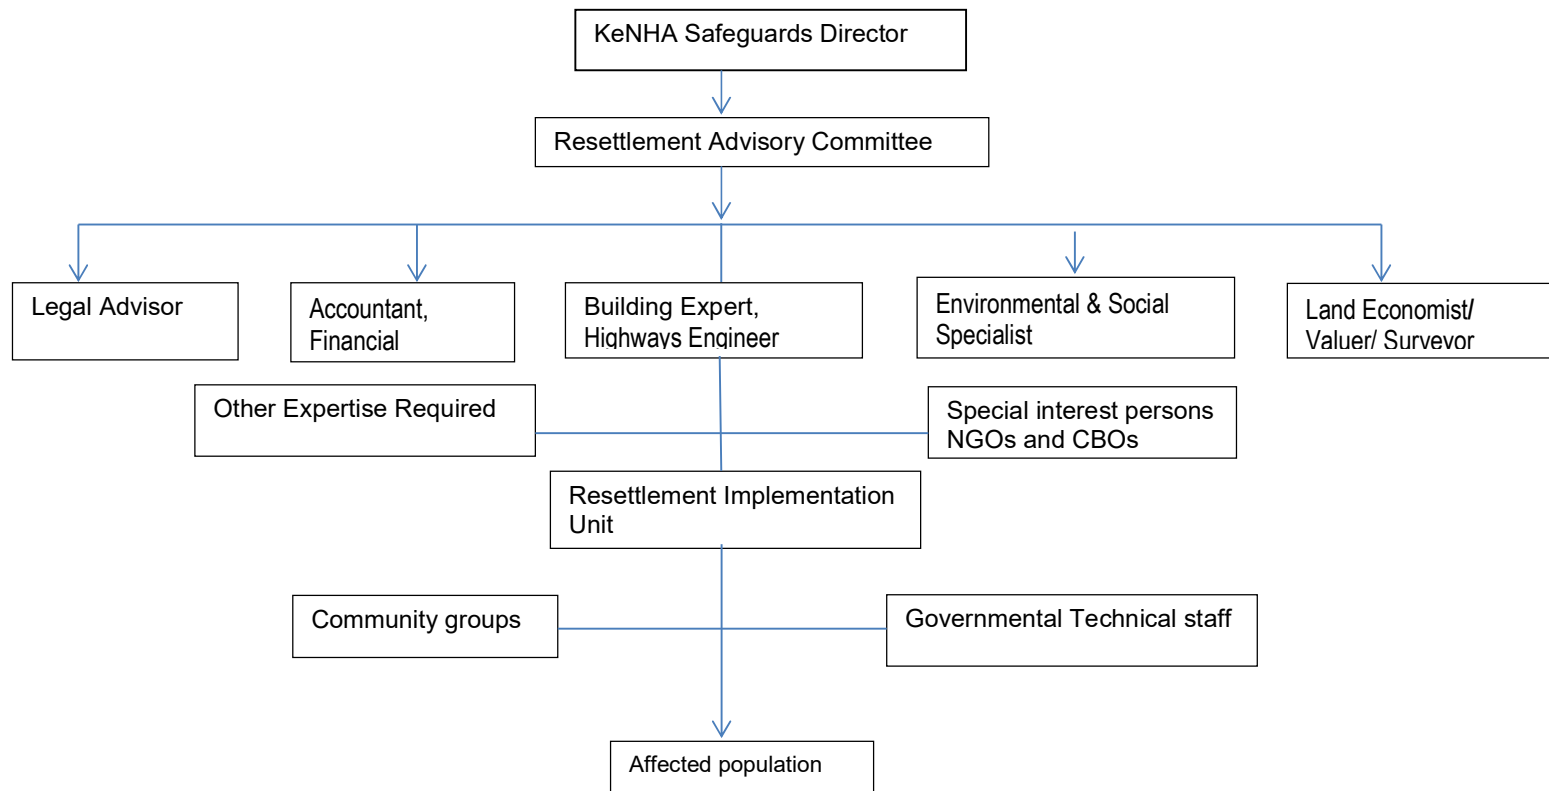 KeNHA Safeguards Director
Resettlement Advisory Committee
Legal Advisor
Accountant,
Financial
Building Expert,
Highways Engineer
Environmental & Social
Specialist
Land Economist/
Valuer/ Surveyor
Other Expertise Required
Special interest persons
NGOs and CBOs
Resettlement Implementation
Unit
Community groups
Governmental Technical staff
Affected population